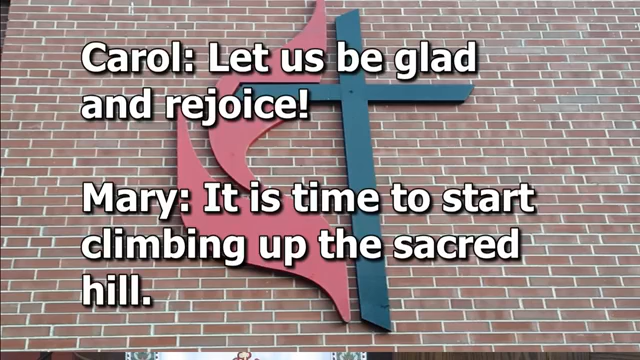 Carol: Let us be glad
and rejoice!
Mary: It is time to start
climbing up the sacred
hill.